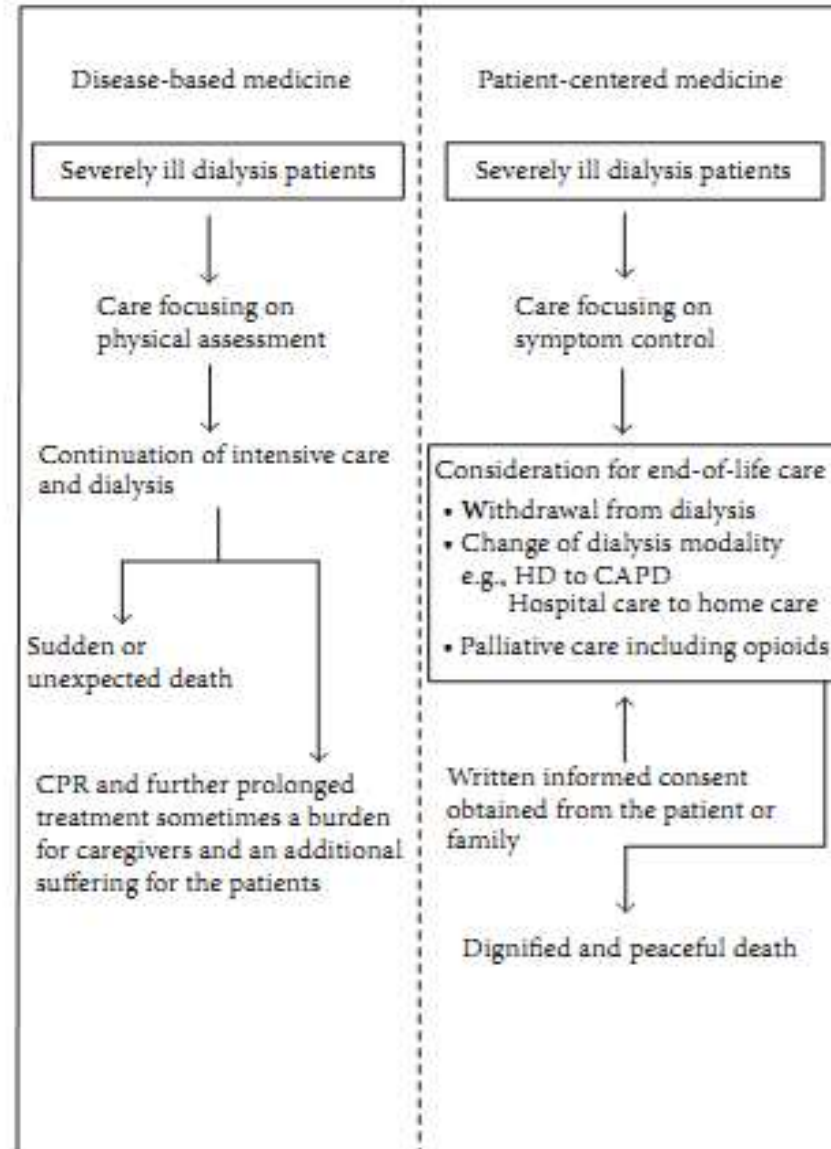 Disease-based medicine
Severely ill dialysis patients
Care focusing on
physical assessment
Continuation of intensive care
and dialysis
Sudden or
unexpected death
CPR and further prolonged
treatment sometimes a burden
for caregivers and an additional
suffering for the patients
Patient-centered medicine
Severely ill dialysis patients
Care focusing on
symptom control
Consideration for end-of-life care
• Withdrawal from dialysis
• Change of dialysis modality
e.g., HD to CAPD
Hospital care to home care
• Palliative care including opioids
Written informed consent
obtained from the patient or
family
Dignified and peaceful death